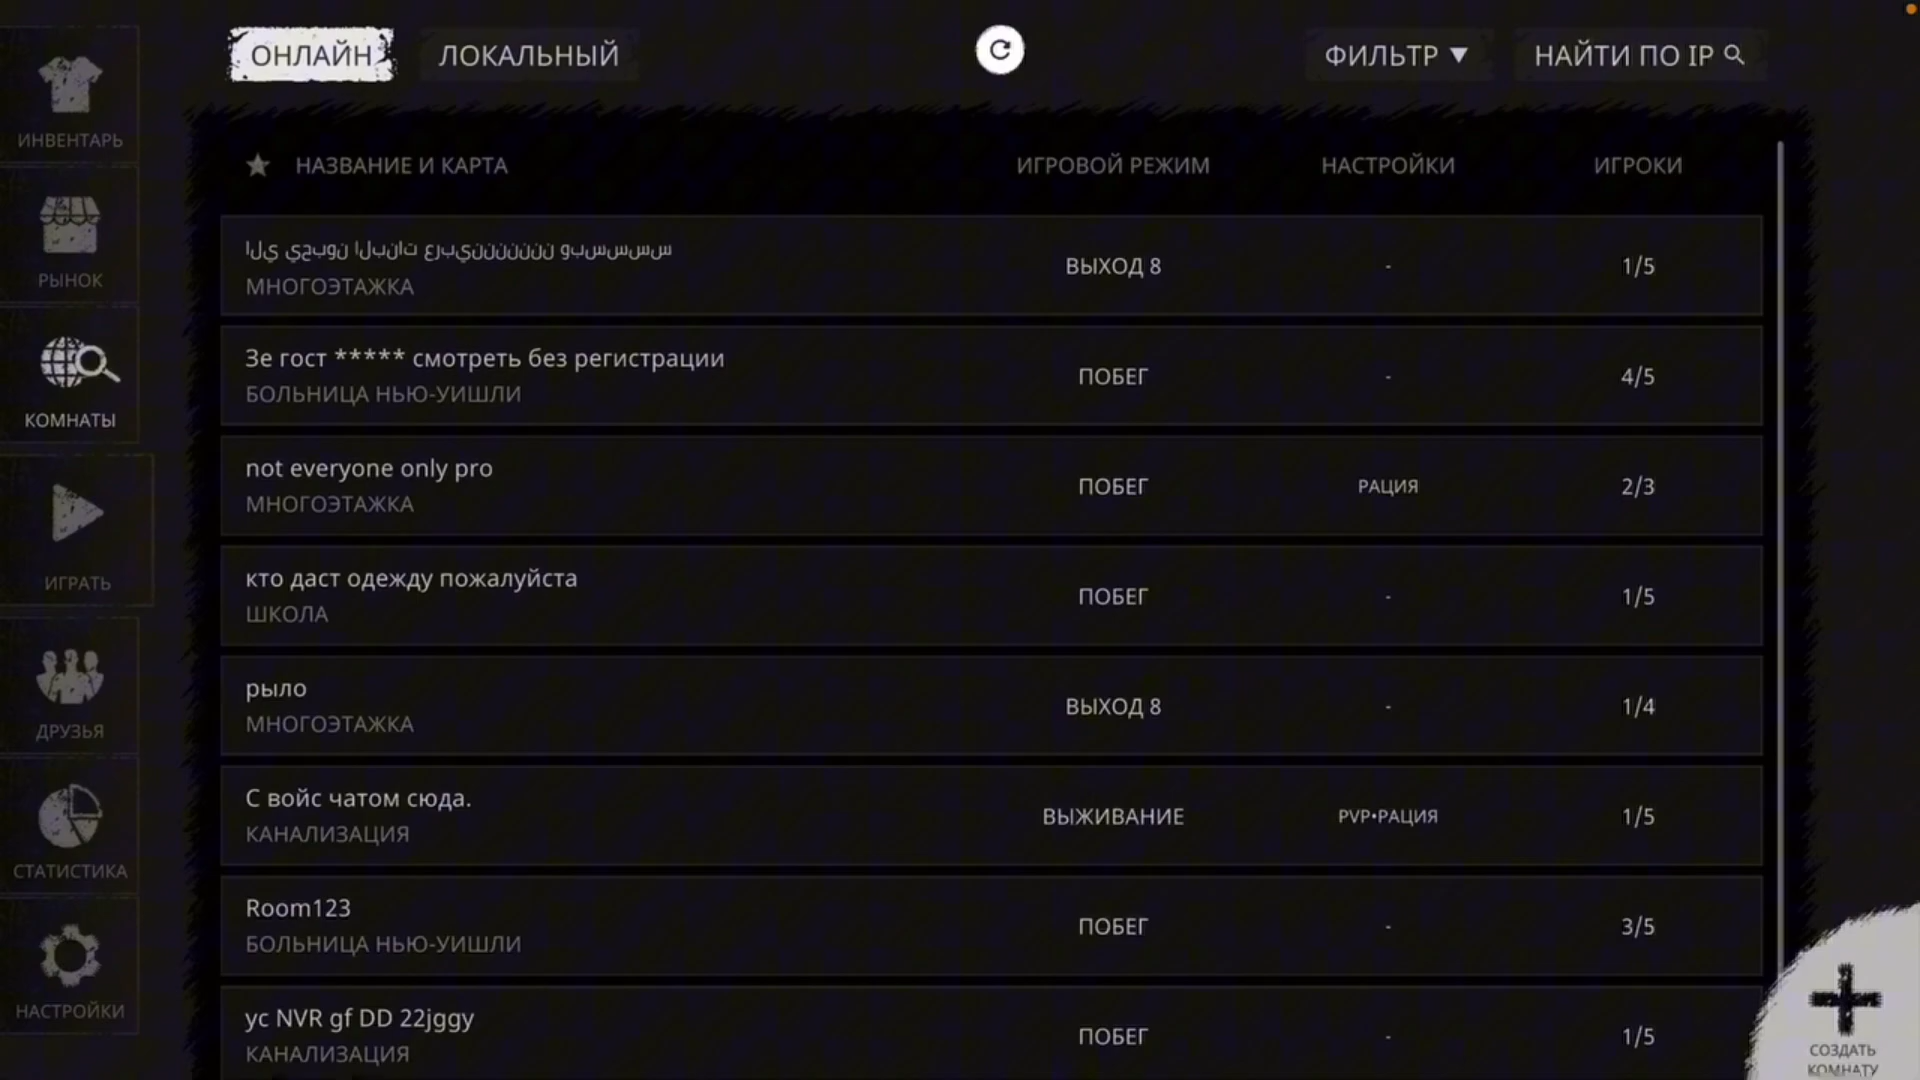 ОНЛАЙН
ЛОКАЛЬНЫЙ
ФИЛЬТР ▼
НАЙТИ ПО IP
ИНВЕНТАРЬ
РЫНОК
КОМНАТЫ
ИГРАТЬ
ДРУЗЬЯ
СТАТИСТИКА
НАСТРОЙКИ
НАЗВАНИЕ И КАРТА
ИГРОВОЙ РЕЖИМ
НАСТРОЙКИ
ИГРОКИ
МНОГОЭТАЖКА
ВЫХОД 8
-
1/5
Зе гост ***** смотреть без регистрации
БОЛЬНИЦА НЬЮ-УИШЛИ
ПОБЕГ
-
4/5
not everyone only pro
МНОГОЭТАЖКА
ПОБЕГ
РАЦИЯ
2/3
кто даст одежду пожалуйста
ШКОЛА
ПОБЕГ
-
1/5
рыло
МНОГОЭТАЖКА
ВЫХОД 8
-
1/4
С войс чатом сюда.
КАНАЛИЗАЦИЯ
ВЫЖИВАНИЕ
PVP•РАЦИЯ
1/5
Room123
БОЛЬНИЦА НЬЮ-УИШЛИ
ПОБЕГ
-
3/5
ус NVR gf DD 22jggy
КАНАЛИЗАЦИЯ
ПОБЕГ
-
1/5
СОЗДАТЬ
КОМНАТУ